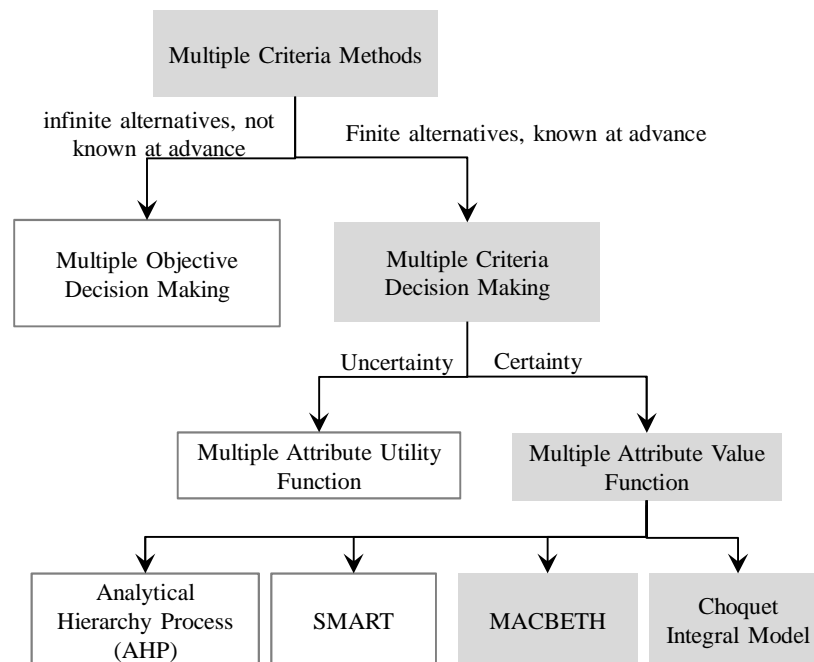 Multiple Criteria Methods
infinite alternatives, not
known at advance
Finite alternatives, known at advance
Multiple Objective
Decision Making
Multiple Criteria
Decision Making
Uncertainty
Certainty
Multiple Attribute Utility
Function
Multiple Attribute Value
Function
Analytical
Hierarchy Process
(AHP)
SMART
MACBETH
Choquet
Integral Model